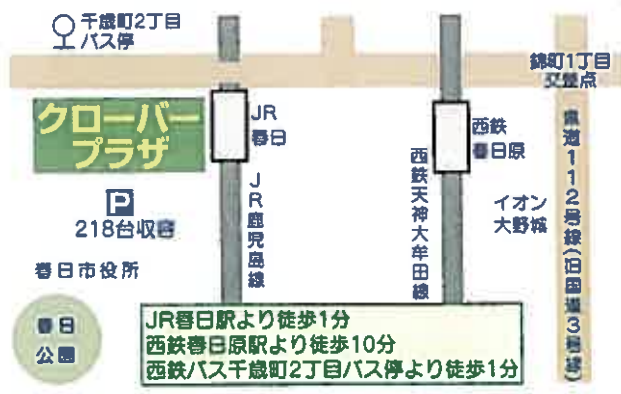 千歳町2丁目
バス停
錦町1丁目
交差点
クローバー
プラザ
JR
春日
西鉄
春日原
県道112号線(旧国道3号線)
P
218台収容
JR鹿児島線
西鉄天神大牟田線
イオン
大野城
春日市役所
春日
公園
JR春日駅より徒歩1分
西鉄春日原駅より徒歩10分
西鉄バス千歳町2丁目バス停より徒歩1分